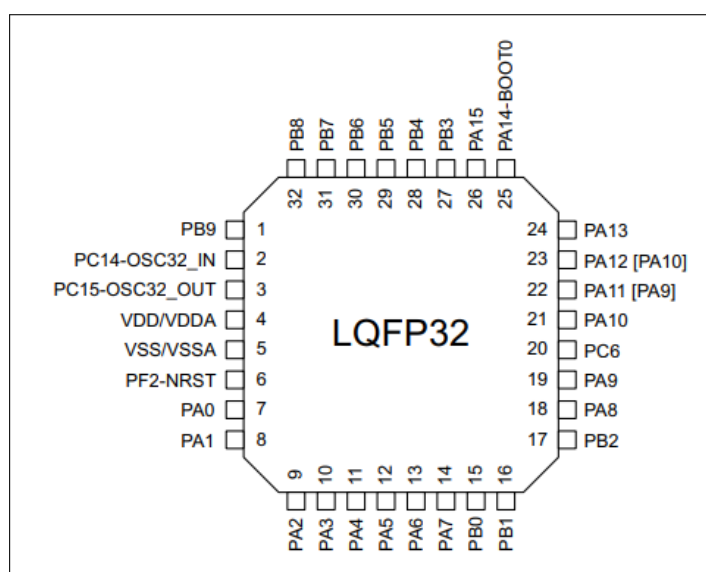 PB8 PB7 PB6 PB5 PB4 PB3 PA15 PA14-BOOT0
32 31 30 29 28 27 26 25
PB9 1 24 PA13
PC14-OSC32_IN 2 23 PA12 [PA10]
PC15-OSC32_OUT 3 22 PA11 [PA9]
VDD/VDDA 4 21 PA10
LQFP32
VSS/VSSA 5 20 PC6
PF2-NRST 6 19 PA9
PA0 7 18 PA8
PA1 8 17 PB2
9 10 11 12 13 14 15 16
PA2 PA3 PA4 PA5 PA6 PA7 PB0 PB1